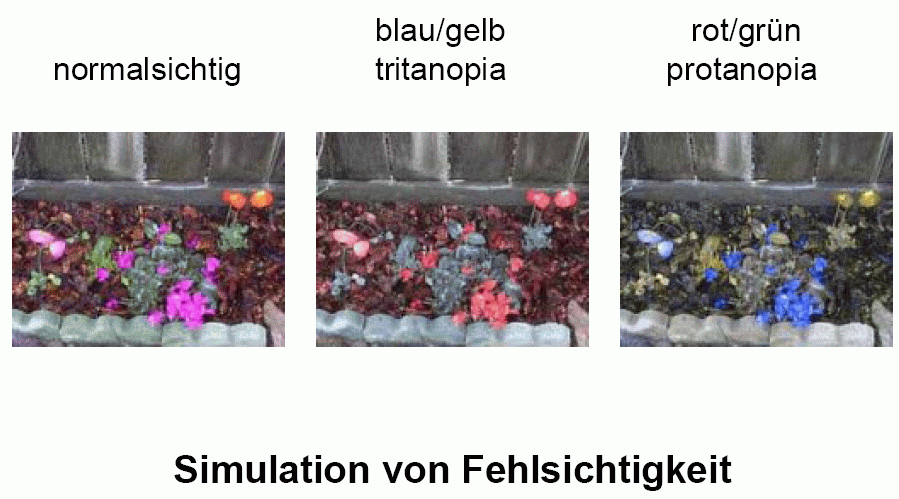 normalsichtig
blau/gelb
tritanopia
rot/grün
protanopia
Simulation von Fehlsichtigkeit